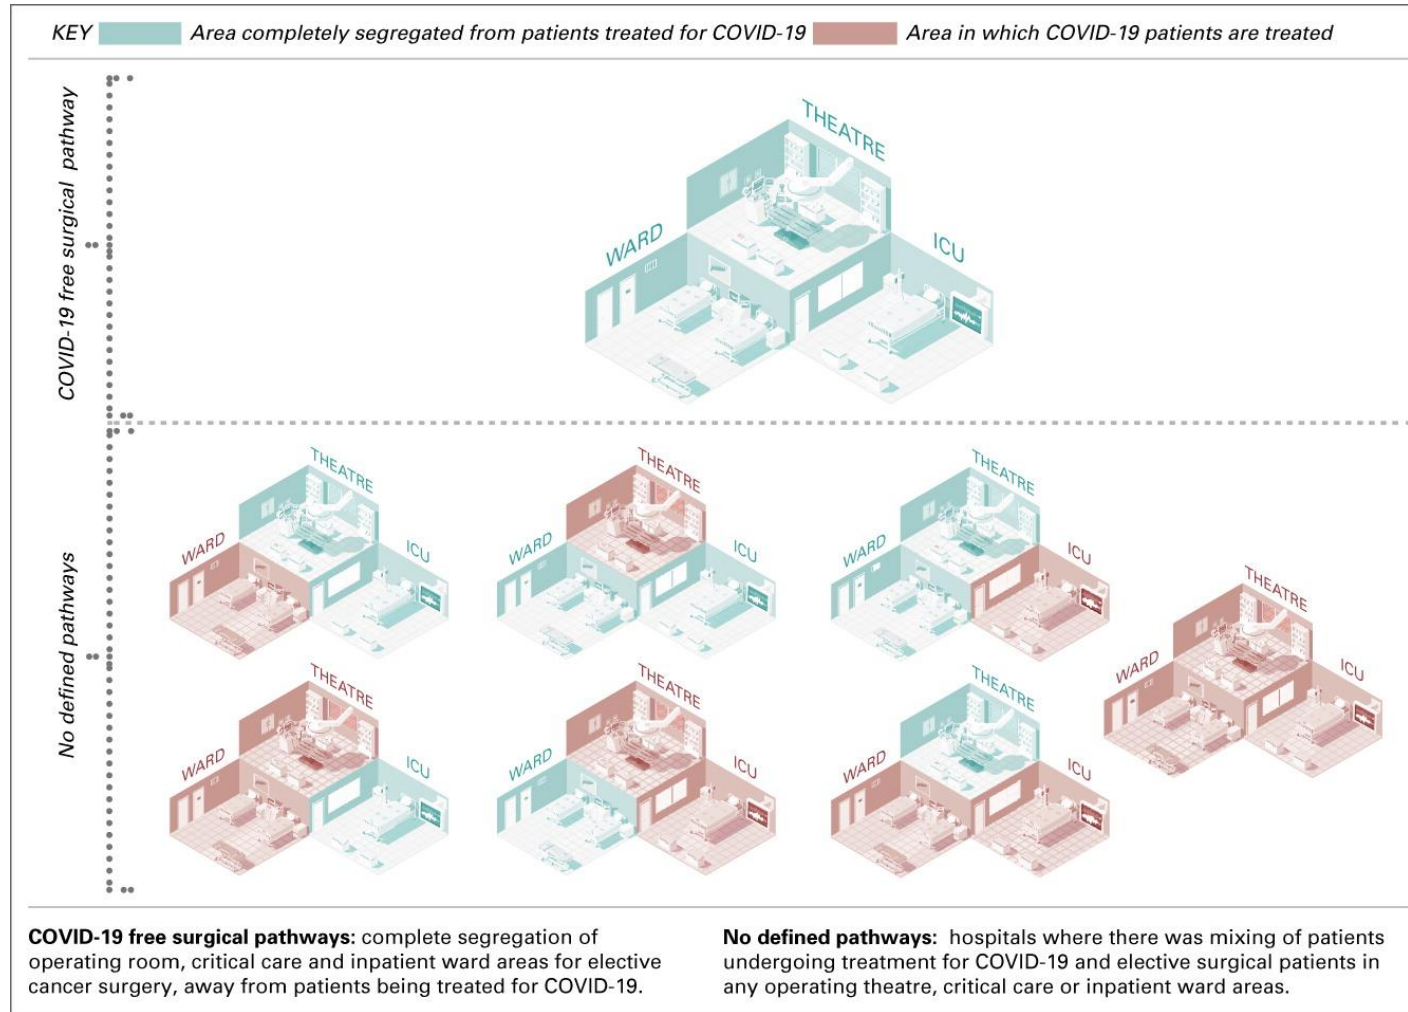 KEY Area completely segregated from patients treated for COVID-19 Area in which COVID-19 patients are treated
COVID-19 free surgical pathway
THEATRE
WARD
ICU
No defined pathways
THEATRE
WARD
ICU
THEATRE
WARD
ICU
THEATRE
WARD
ICU
THEATRE
WARD
ICU
THEATRE
WARD
ICU
THEATRE
WARD
ICU
THEATRE
WARD
ICU
COVID-19 free surgical pathways: complete segregation of
operating room, critical care and inpatient ward areas for elective
cancer surgery, away from patients being treated for COVID-19.
No defined pathways: hospitals where there was mixing of patients
undergoing treatment for COVID-19 and elective surgical patients in
any operating theatre, critical care or inpatient ward areas.